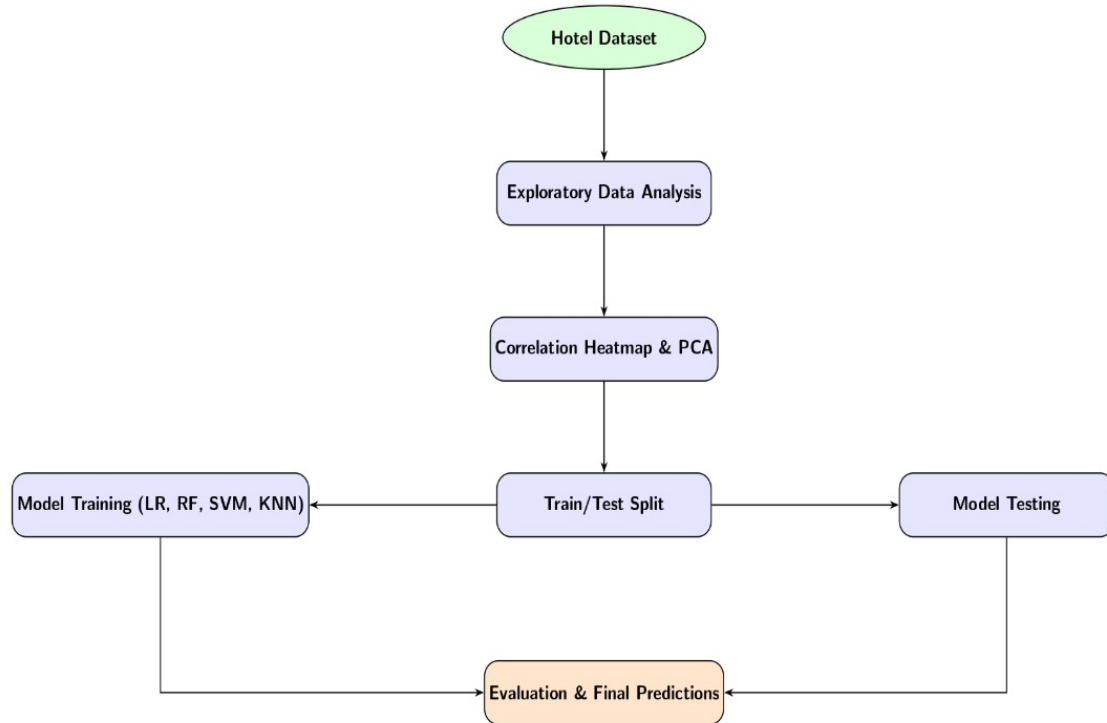 Hotel Dataset
Exploratory Data Analysis
Correlation Heatmap & PCA
Model Training (LR, RF, SVM, KNN)
Train/Test Split
Model Testing
Evaluation & Final Predictions